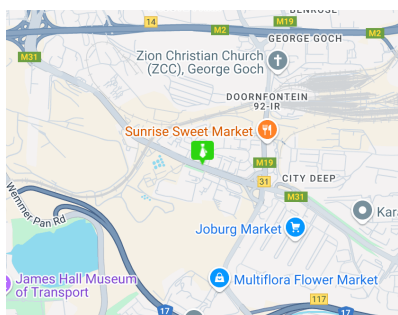 BENROSE
14
M19
GEORGE GOCH
M2
M2
M31
Zion Christian Church
(ZCC), George Goch
DOORNFONTEIN
92-IR
Sunrise Sweet Market
M19
CITY DEEP
31
M31
Wemmer Pan Rd
Kara
Joburg Market
James Hall Museum
of Transport
Multiflora Flower Market
117
17
17